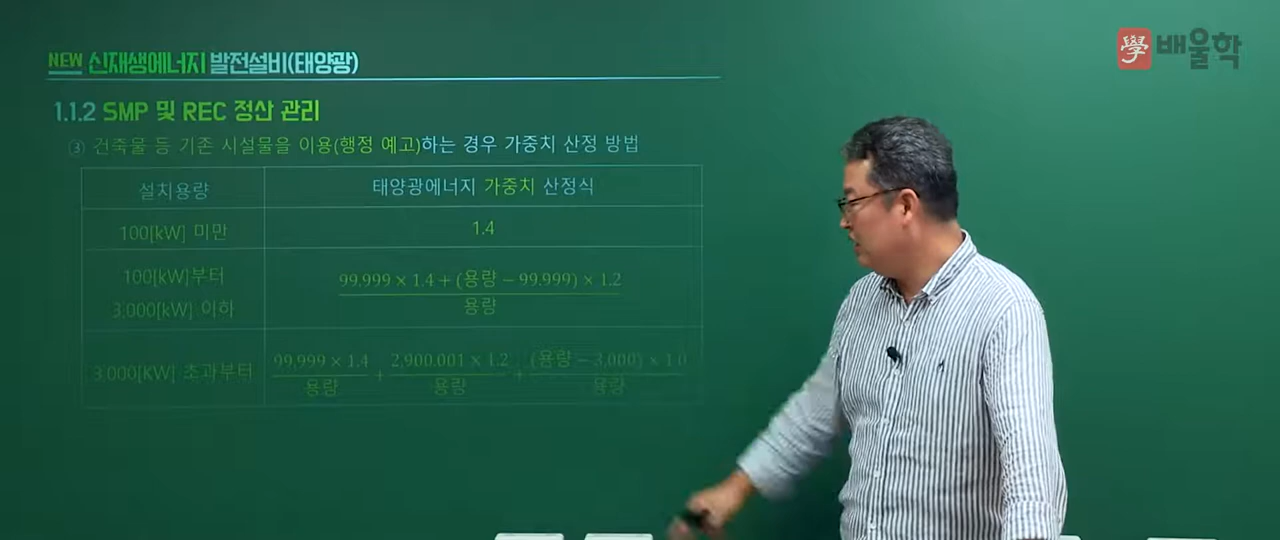 NEW 신재생에너지 발전설비(태양광)
學 배울학
1.1.2 SMP 및 REC 정산 관리
③ 건축물 등 기존 시설물을 이용(행정 예고)하는 경우 가중치 산정 방법
설치용량 태양광에너지 가중치 산정식
100[kW] 미만 1.4
100[kW]부터
3,000[kW] 이하
99.999 × 1.4 + (용량 − 99.999) × 1.2
용량
3,000[kW] 초과부터
99,999 × 1.4 + 2,900.001 × 1.2 + (용량 − 3,000) × 1.0
용량 용량 용량